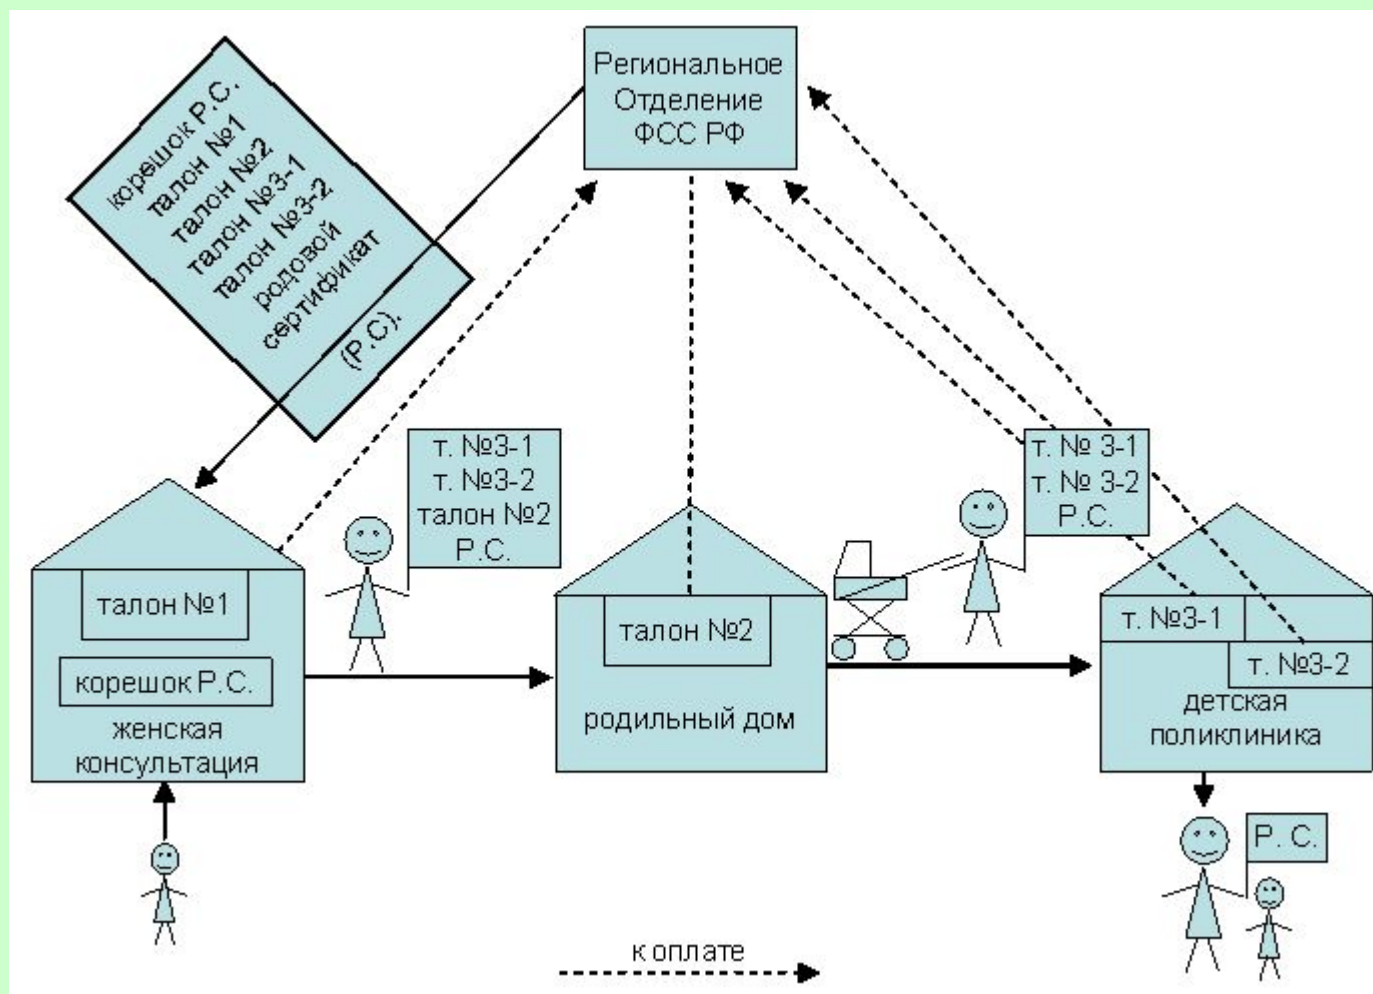 Региональное
Отделение
ФСС РФ
корешок Р.С.
талон №1
талон №2
талон №3-1
талон №3-2
родовой
сертификат
(Р.С).
т. №3-1
т. №3-2
талон №2
Р.С.
т. № 3-1
т. № 3-2
Р.С.
талон №1
корешок Р.С.
женская
консультация
талон №2
родильный дом
т. №3-1
т. №3-2
детская
поликлиника
Р. С.
к оплате